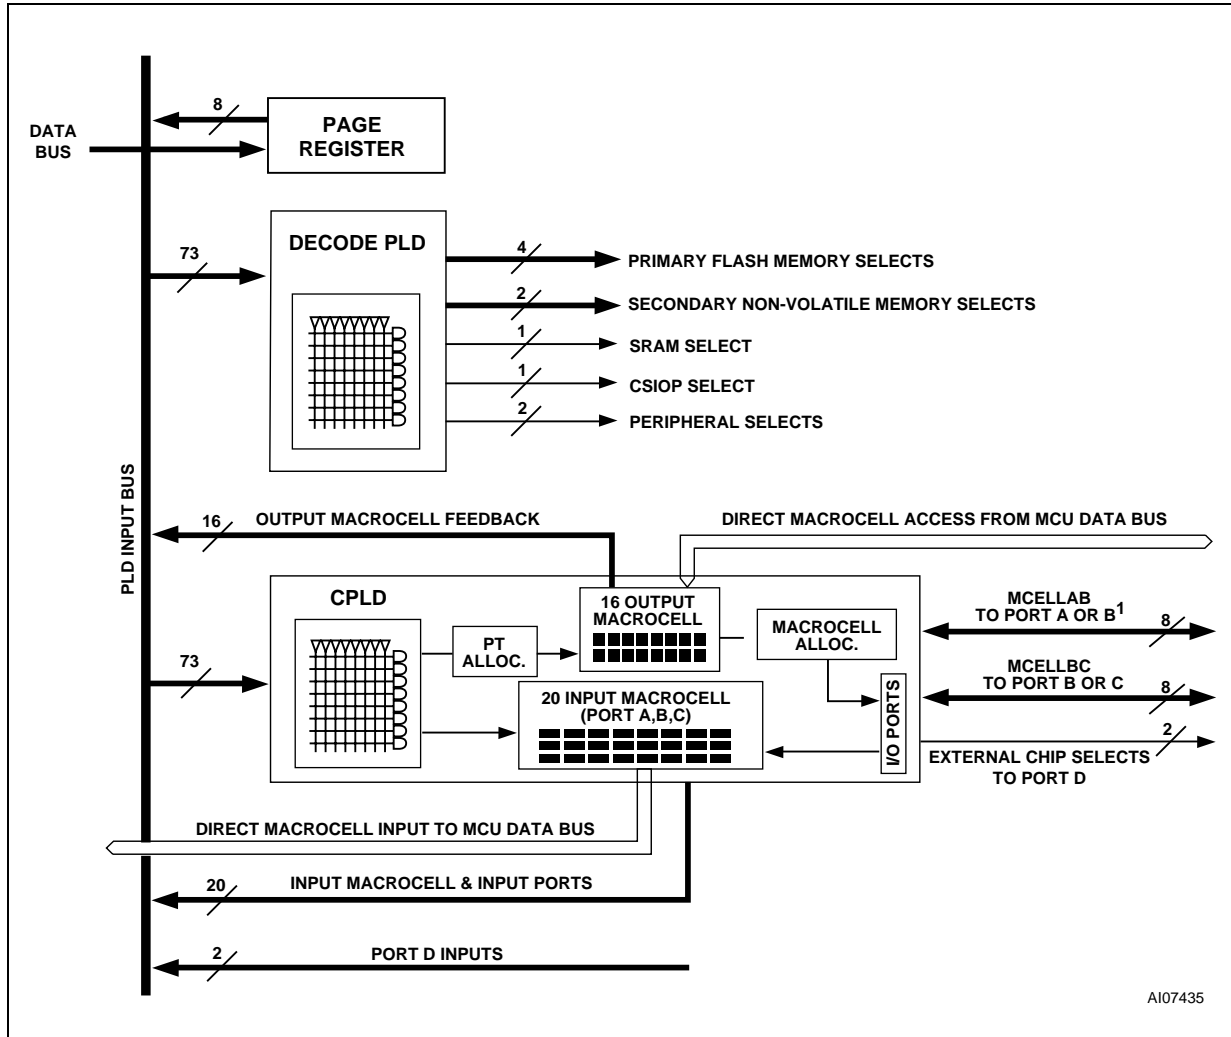 8
DATA
BUS
PAGE
REGISTER
73
DECODE PLD
4
PRIMARY FLASH MEMORY SELECTS
2
SECONDARY NON-VOLATILE MEMORY SELECTS
1
SRAM SELECT
1
CSIOP SELECT
2
PERIPHERAL SELECTS
PLD INPUT BUS
16
OUTPUT MACROCELL FEEDBACK
DIRECT MACROCELL ACCESS FROM MCU DATA BUS
CPLD
73
PT
ALLOC.
16 OUTPUT
MACROCELL
MACROCELL
ALLOC.
20 INPUT MACROCELL
(PORT A,B,C)
I/O PORTS
MCELLAB
TO PORT A OR B1
8
MCELLBC
TO PORT B OR C
8
2
EXTERNAL CHIP SELECTS
TO PORT D
DIRECT MACROCELL INPUT TO MCU DATA BUS
20
INPUT MACROCELL & INPUT PORTS
2
PORT D INPUTS
AI07435